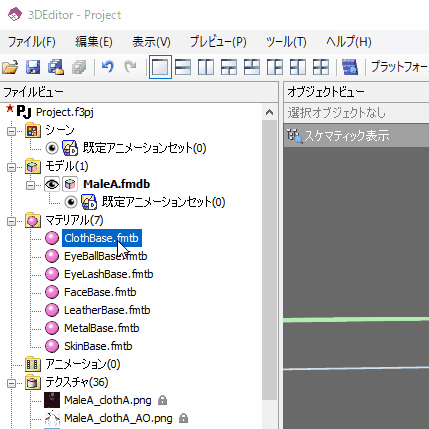 3DEditor - Project
ファイル(F) 編集(E) 表示(V) プレビュー(P) ツール(T) ヘルプ(H)
プラットフォー
ファイルビュー
オブジェクトビュー
Project.f3pj
選択オブジェクトなし
シーン
スケマティック表示
既定アニメーションセット(0)
モデル(1)
MaleA.fmdb
既定アニメーションセット(0)
マテリアル(7)
ClothBase.fmtb
EyeBallBase.fmtb
EyeLashBase.fmtb
FaceBase.fmtb
LeatherBase.fmtb
MetalBase.fmtb
SkinBase.fmtb
アニメーション(0)
テクスチャ(36)
MaleA_clothA.png
MaleA_clothA_AO.png